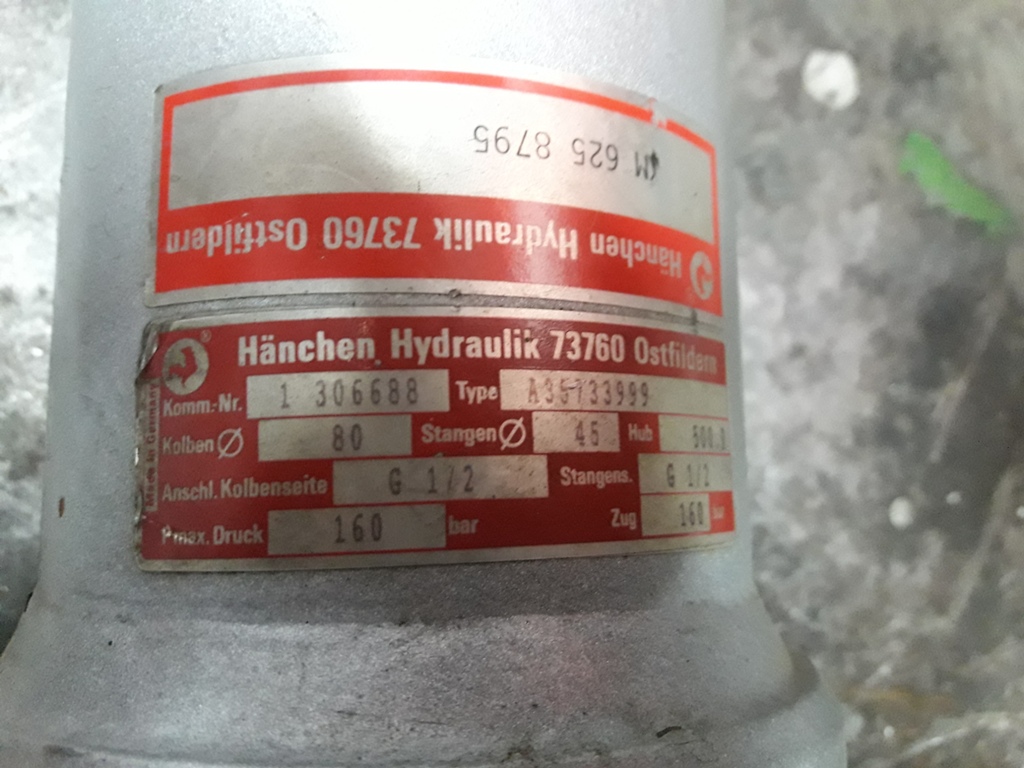 M 625 8795
Hänchen Hydraulik 73760 Ostfildern
Hänchen Hydraulik 73760 Ostfildern
Komm.-Nr. 1 306688 Type
Kolben Ø 80 Stangen Ø 45 Hub
Anschl. Kolbenseite G 1/2 Stangens. G 1/2
Pmax. Druck 160 bar Zug 160 bar
Made in Germany